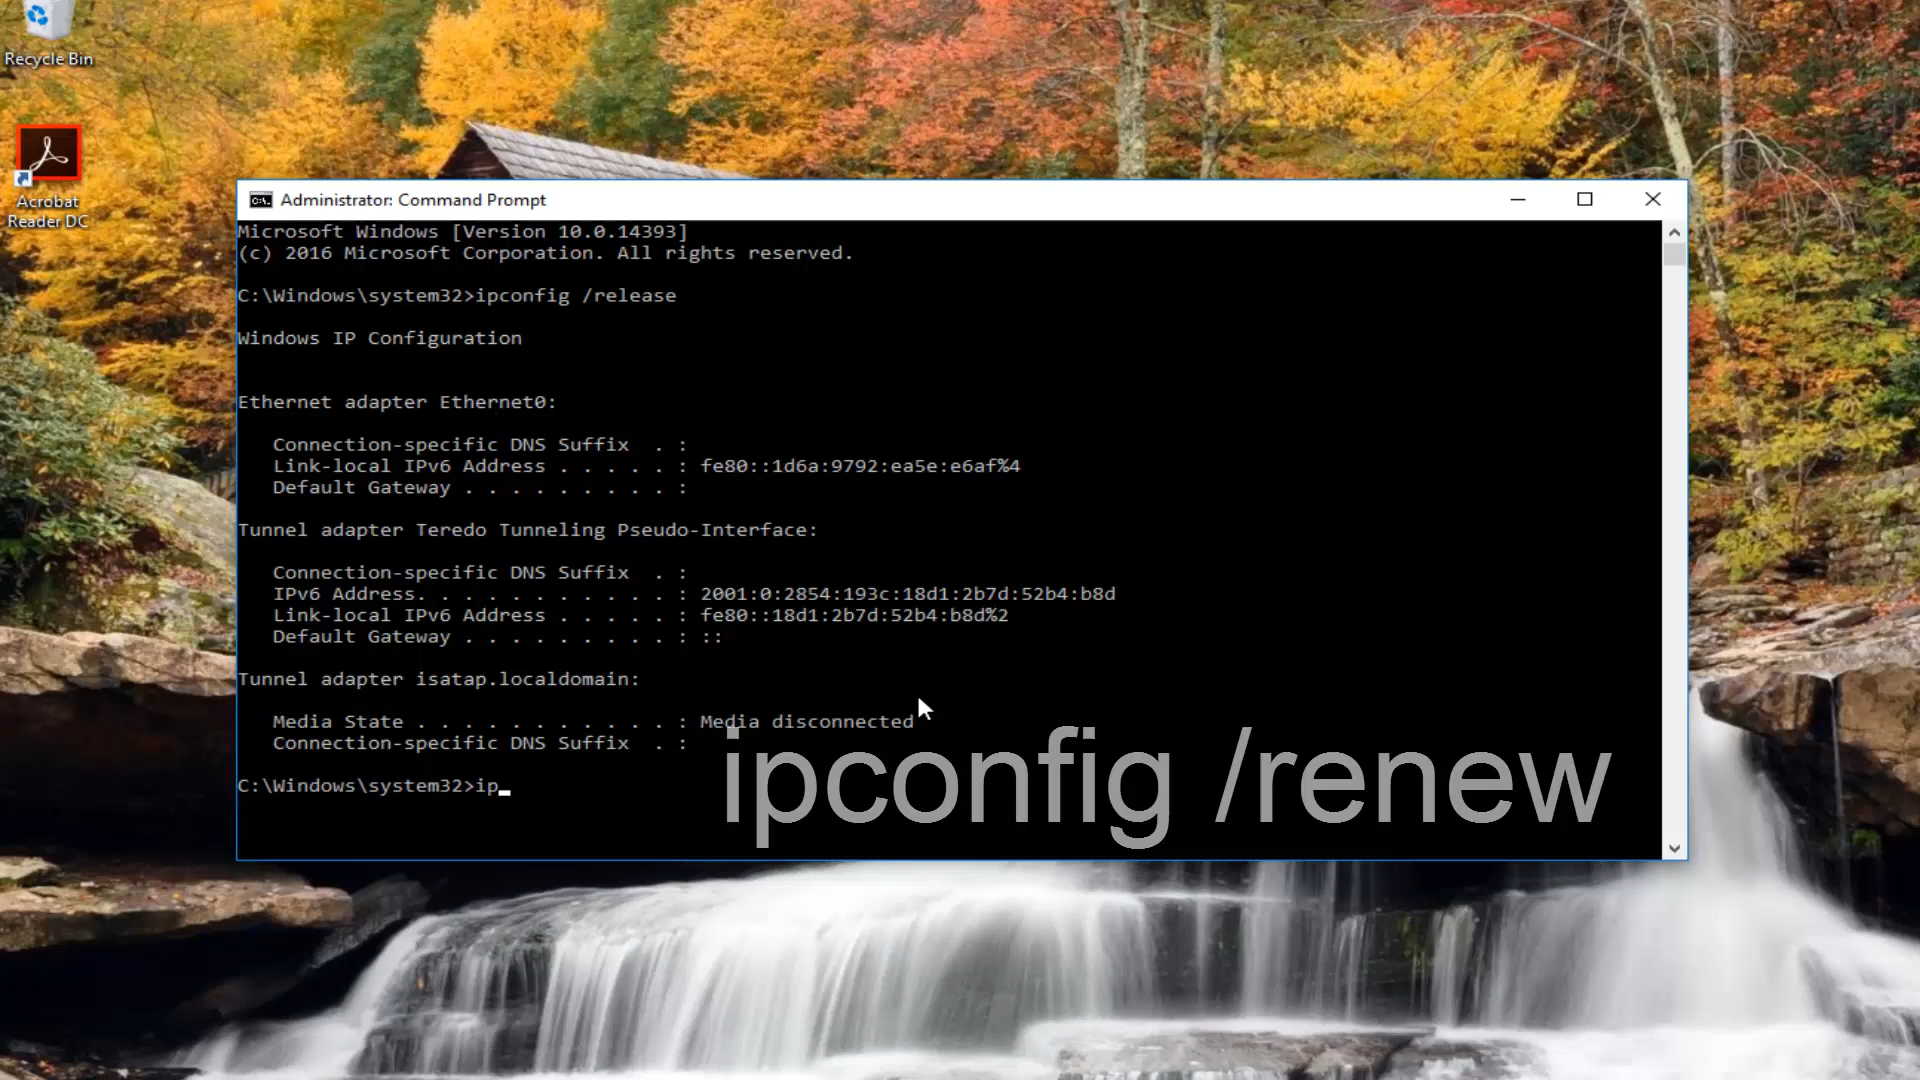 Recycle Bin
Acrobat
Reader DC
Administrator: Command Prompt
Microsoft Windows [Version 10.0.14393]
(c) 2016 Microsoft Corporation. All rights reserved.
C:\Windows\system32>ipconfig /release
Windows IP Configuration
Ethernet adapter Ethernet0:
Connection-specific DNS Suffix  . :
Link-local IPv6 Address . . . . . : fe80::1d6a:9792:ea5e:e6af%4
Default Gateway . . . . . . . . . :
Tunnel adapter Teredo Tunneling Pseudo-Interface:
Connection-specific DNS Suffix  . :
IPv6 Address. . . . . . . . . . . : 2001:0:2854:193c:18d1:2b7d:52b4:b8d
Link-local IPv6 Address . . . . . : fe80::18d1:2b7d:52b4:b8d%2
Default Gateway . . . . . . . . . : ::
Tunnel adapter isatap.localdomain:
Media State . . . . . . . . . . . : Media disconnected
Connection-specific DNS Suffix  . :
C:\Windows\system32>ip_
ipconfig /renew